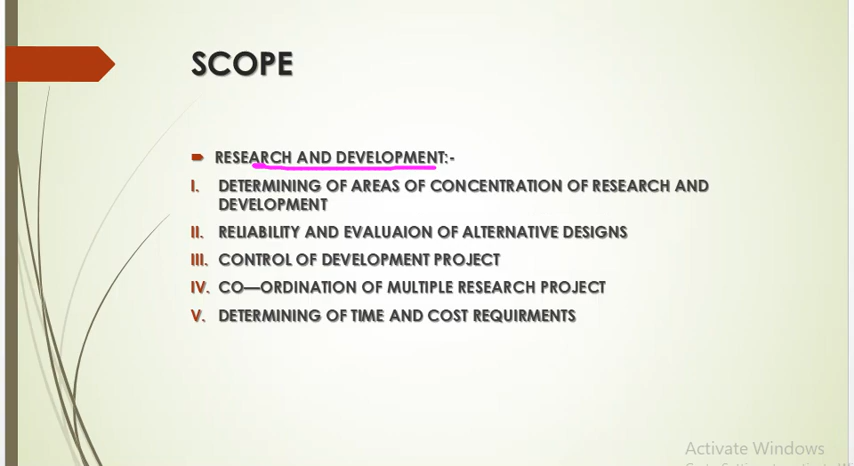 SCOPE
RESEARCH AND DEVELOPMENT:-
I. DETERMINING OF AREAS OF CONCENTRATION OF RESEARCH AND
DEVELOPMENT
II. RELIABILITY AND EVALUAION OF ALTERNATIVE DESIGNS
III. CONTROL OF DEVELOPMENT PROJECT
IV. CO—ORDINATION OF MULTIPLE RESEARCH PROJECT
V. DETERMINING OF TIME AND COST REQUIRMENTS
Activate Windows